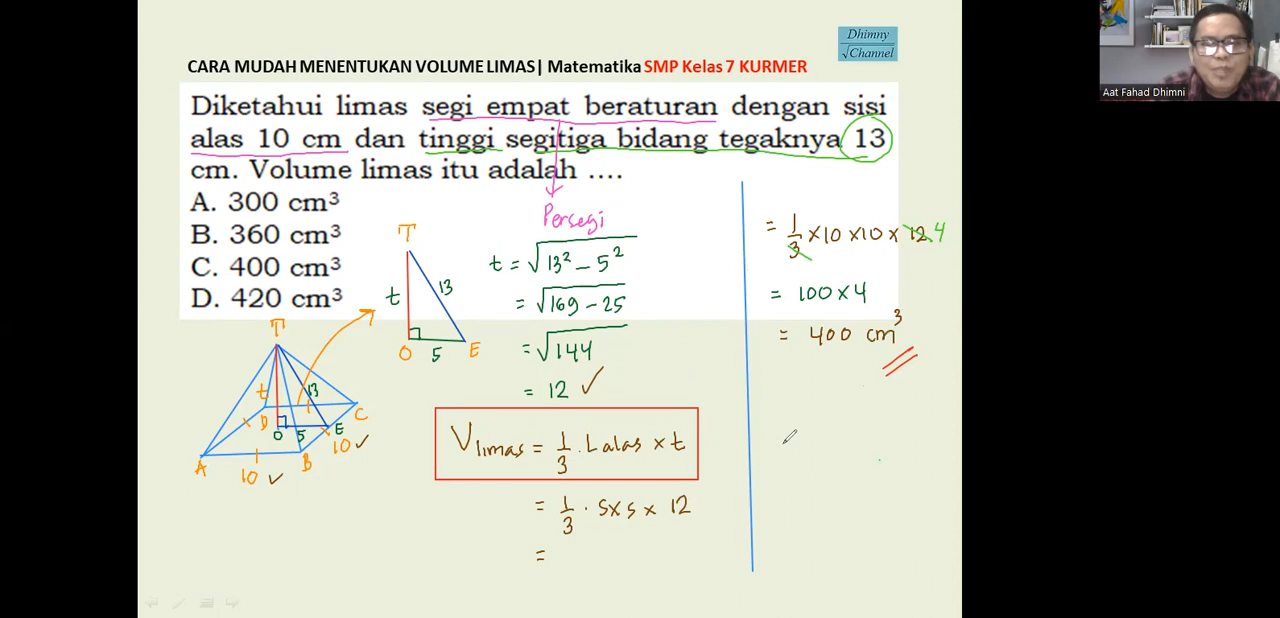 Dhimny
√Channel
Aat Fahad Dhimni
CARA MUDAH MENENTUKAN VOLUME LIMAS| Matematika SMP Kelas 7 KURMER
Diketahui limas segi empat beraturan dengan sisi
alas 10 cm dan tinggi segitiga bidang tegaknya 13
cm. Volume limas itu adalah ....
A. 300 cm³
B. 360 cm³
C. 400 cm³
D. 420 cm³
T
t
13
O
5
E
T
t
13
D
C
O
5
E
10 ✓
A
B
10 ✓
Persegi
t = √13² – 5²
= √169 – 25
= √144
= 12 ✓
V limas = 1/3 . L alas × t
= 1/3 . s×s × 12
=
= 1/3 × 10 × 10 × 12 4
= 100 × 4
= 400 cm³